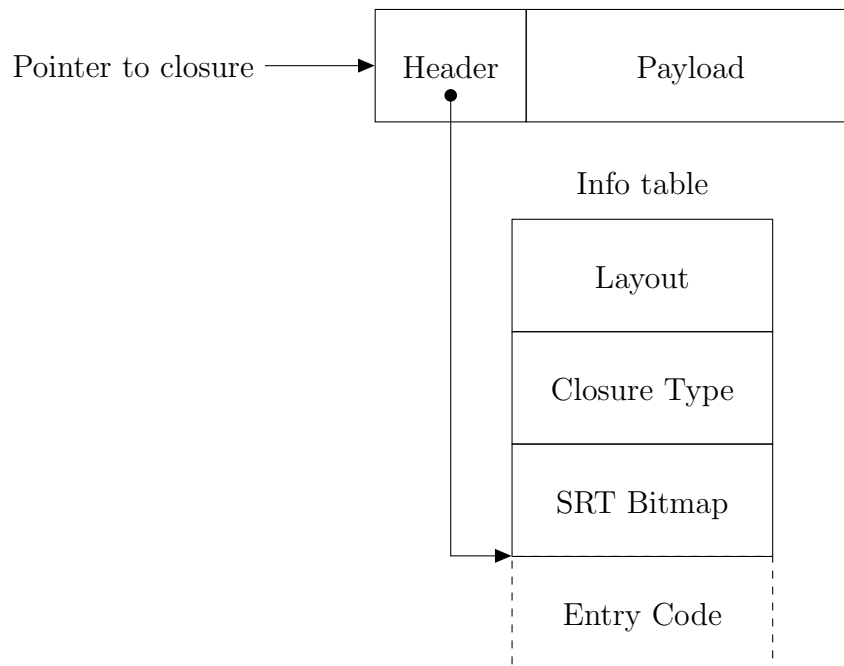 Pointer to closure
Header
Payload
Info table
Layout
Closure Type
SRT Bitmap
Entry Code